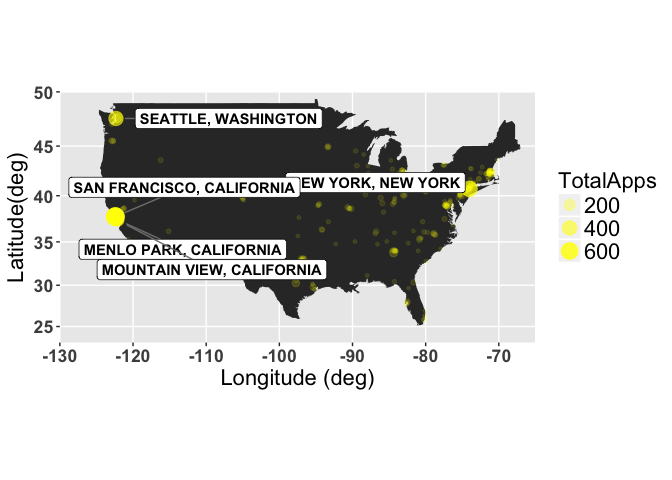 50
45
40
35
30
25
Latitude(deg)
SEATTLE, WASHINGTON
SAN FRANCISCO, CALIFORNIA
EW YORK, NEW YORK
MENLO PARK, CALIFORNIA
MOUNTAIN VIEW, CALIFORNIA
-130 -120 -110 -100 -90 -80 -70
Longitude (deg)
TotalApps
200
400
600